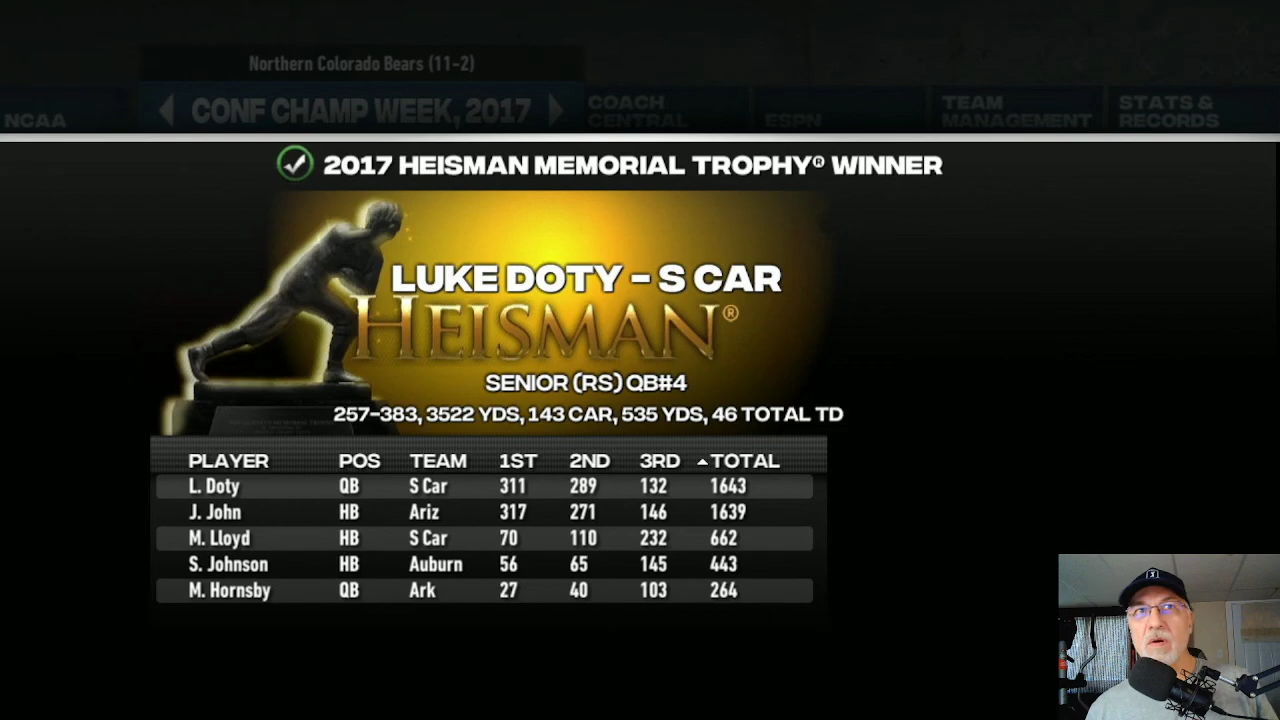 Northern Colorado Bears (11-2)
NCAA
CONF CHAMP WEEK, 2017
COACH CENTRAL
ESPN
TEAM MANAGEMENT
STATS & RECORDS
2017 HEISMAN MEMORIAL TROPHY® WINNER
LUKE DOTY - S CAR
HEISMAN®
SENIOR (RS) QB#4
257-383, 3522 YDS, 143 CAR, 535 YDS, 46 TOTAL TD
PLAYER POS TEAM 1ST 2ND 3RD TOTAL
L. Doty QB S Car 311 289 132 1643
J. John HB Ariz 317 271 146 1639
M. Lloyd HB S Car 70 110 232 662
S. Johnson HB Auburn 56 65 145 443
M. Hornsby QB Ark 27 40 103 264